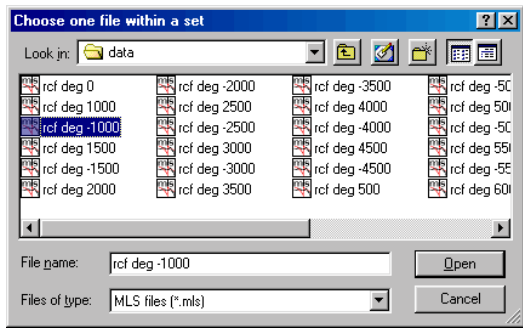 Choose one file within a set
Look in: data
rcf deg 0 rcf deg -2000 rcf deg -3500
rcf deg 1000 rcf deg 2500 rcf deg 4000
rcf deg -1000 rcf deg -2500 rcf deg -4000
rcf deg 1500 rcf deg 3000 rcf deg 4500
rcf deg -1500 rcf deg -3000 rcf deg -4500
rcf deg 2000 rcf deg 3500 rcf deg 500
File name: rcf deg -1000 Open
Files of type: MLS files (*.mls) Cancel